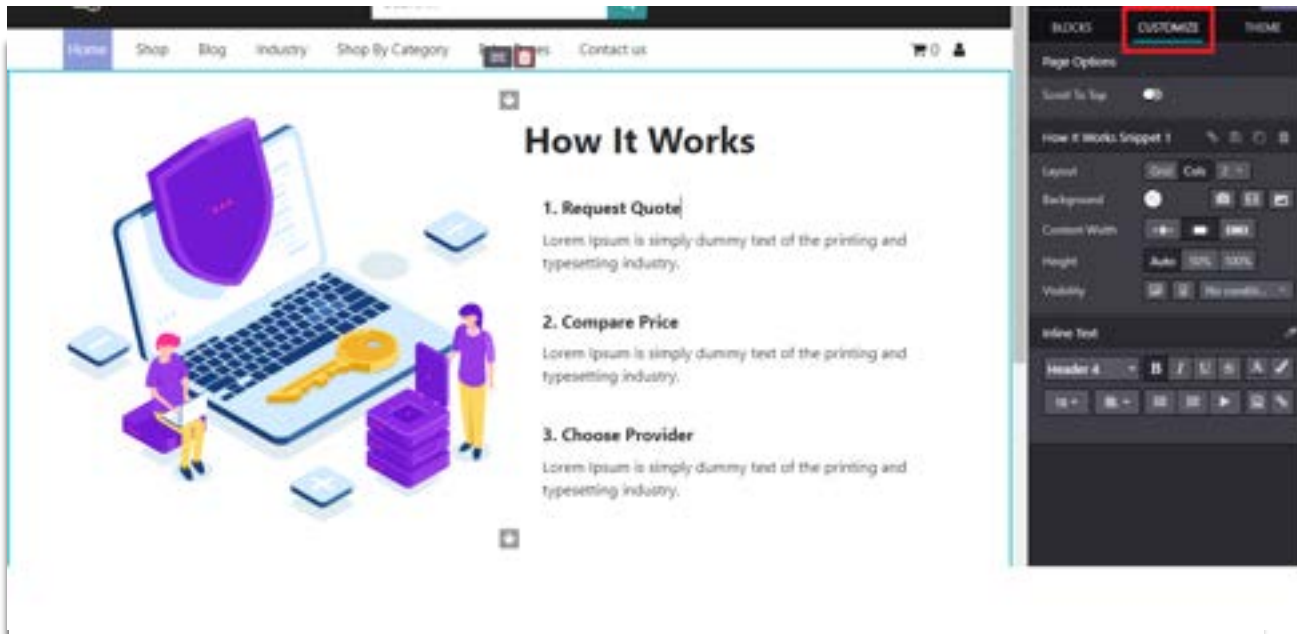 BLOCKS CUSTOMIZE THEME
Home Shop Blog Industry Shop By Category Contact us 0
Page Options
Scroll To Top
How It Works
How It Works Snippet 1
Layout Grid Cols 2
1. Request Quote
Background
Lorem Ipsum is simply dummy text of the printing and
typesetting industry.
Content Width
Height Auto 50% 100%
Visibility
2. Compare Price
Inline Text
Lorem Ipsum is simply dummy text of the printing and
typesetting industry.
Header 4 B I U S A
3. Choose Provider
Lorem Ipsum is simply dummy text of the printing and
typesetting industry.